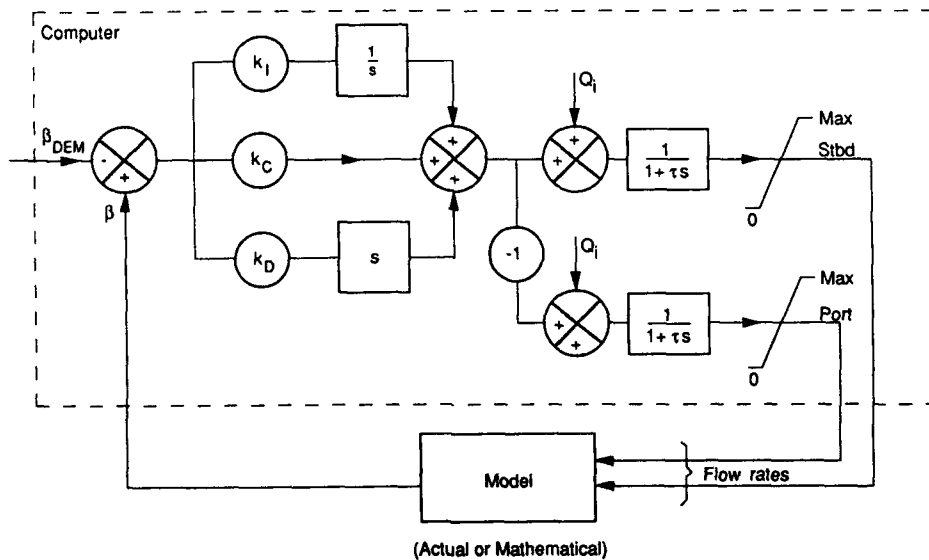 Computer
k_I
1
s
Q_i
Max
β_DEM
-
+
β
k_C
+
+
+
+
+
1
1 + τs
Stbd
0
k_D
s
-1
Q_i
Max
+
+
1
1 + τs
Port
0
Model
Flow rates
(Actual or Mathematical)